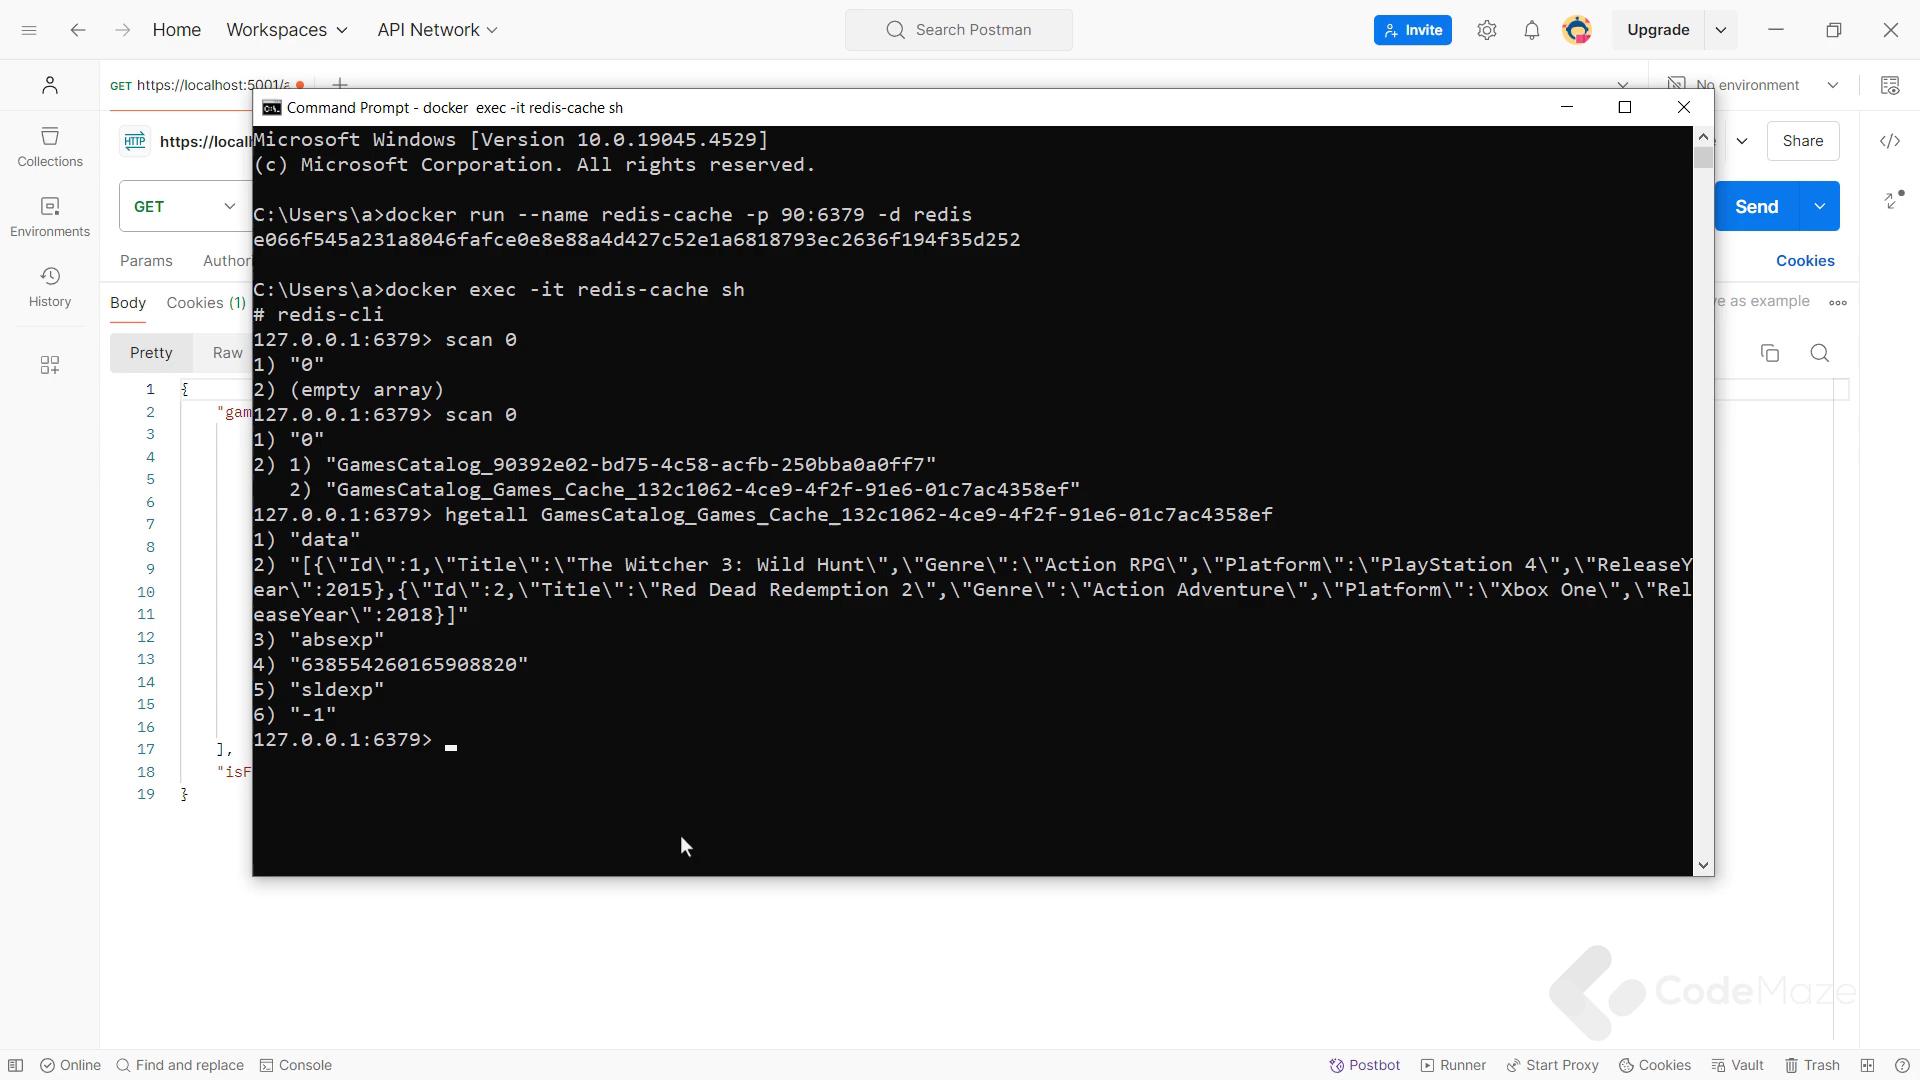 Home Workspaces API Network Search Postman Invite Upgrade
GET https://localhost:5001/a No environment
Command Prompt - docker  exec -it redis-cache sh
HTTP https://locall Share
Collections
GET Send
Environments
Params Author Cookies
History
Body Cookies (1) ve as example
Pretty Raw
1 {
2 "gam
3
4
5
6
7
8
9
10
11
12
13
14
15
16
17 ],
18 "isF
19 }
Microsoft Windows [Version 10.0.19045.4529]
(c) Microsoft Corporation. All rights reserved.
C:\Users\a>docker run --name redis-cache -p 90:6379 -d redis
e066f545a231a8046fafce0e8e88a4d427c52e1a6818793ec2636f194f35d252
C:\Users\a>docker exec -it redis-cache sh
# redis-cli
127.0.0.1:6379> scan 0
1) "0"
2) (empty array)
127.0.0.1:6379> scan 0
1) "0"
2) 1) "GamesCatalog_90392e02-bd75-4c58-acfb-250bba0a0ff7"
   2) "GamesCatalog_Games_Cache_132c1062-4ce9-4f2f-91e6-01c7ac4358ef"
127.0.0.1:6379> hgetall GamesCatalog_Games_Cache_132c1062-4ce9-4f2f-91e6-01c7ac4358ef
1) "data"
2) "[{\"Id\":1,\"Title\":\"The Witcher 3: Wild Hunt\",\"Genre\":\"Action RPG\",\"Platform\":\"PlayStation 4\",\"ReleaseY
ear\":2015},{\"Id\":2,\"Title\":\"Red Dead Redemption 2\",\"Genre\":\"Action Adventure\",\"Platform\":\"Xbox One\",\"Rel
easeYear\":2018}]"
3) "absexp"
4) "638554260165908820"
5) "sldexp"
6) "-1"
127.0.0.1:6379>
CodeMaze
Online Find and replace Console Postbot Runner Start Proxy Cookies Vault Trash